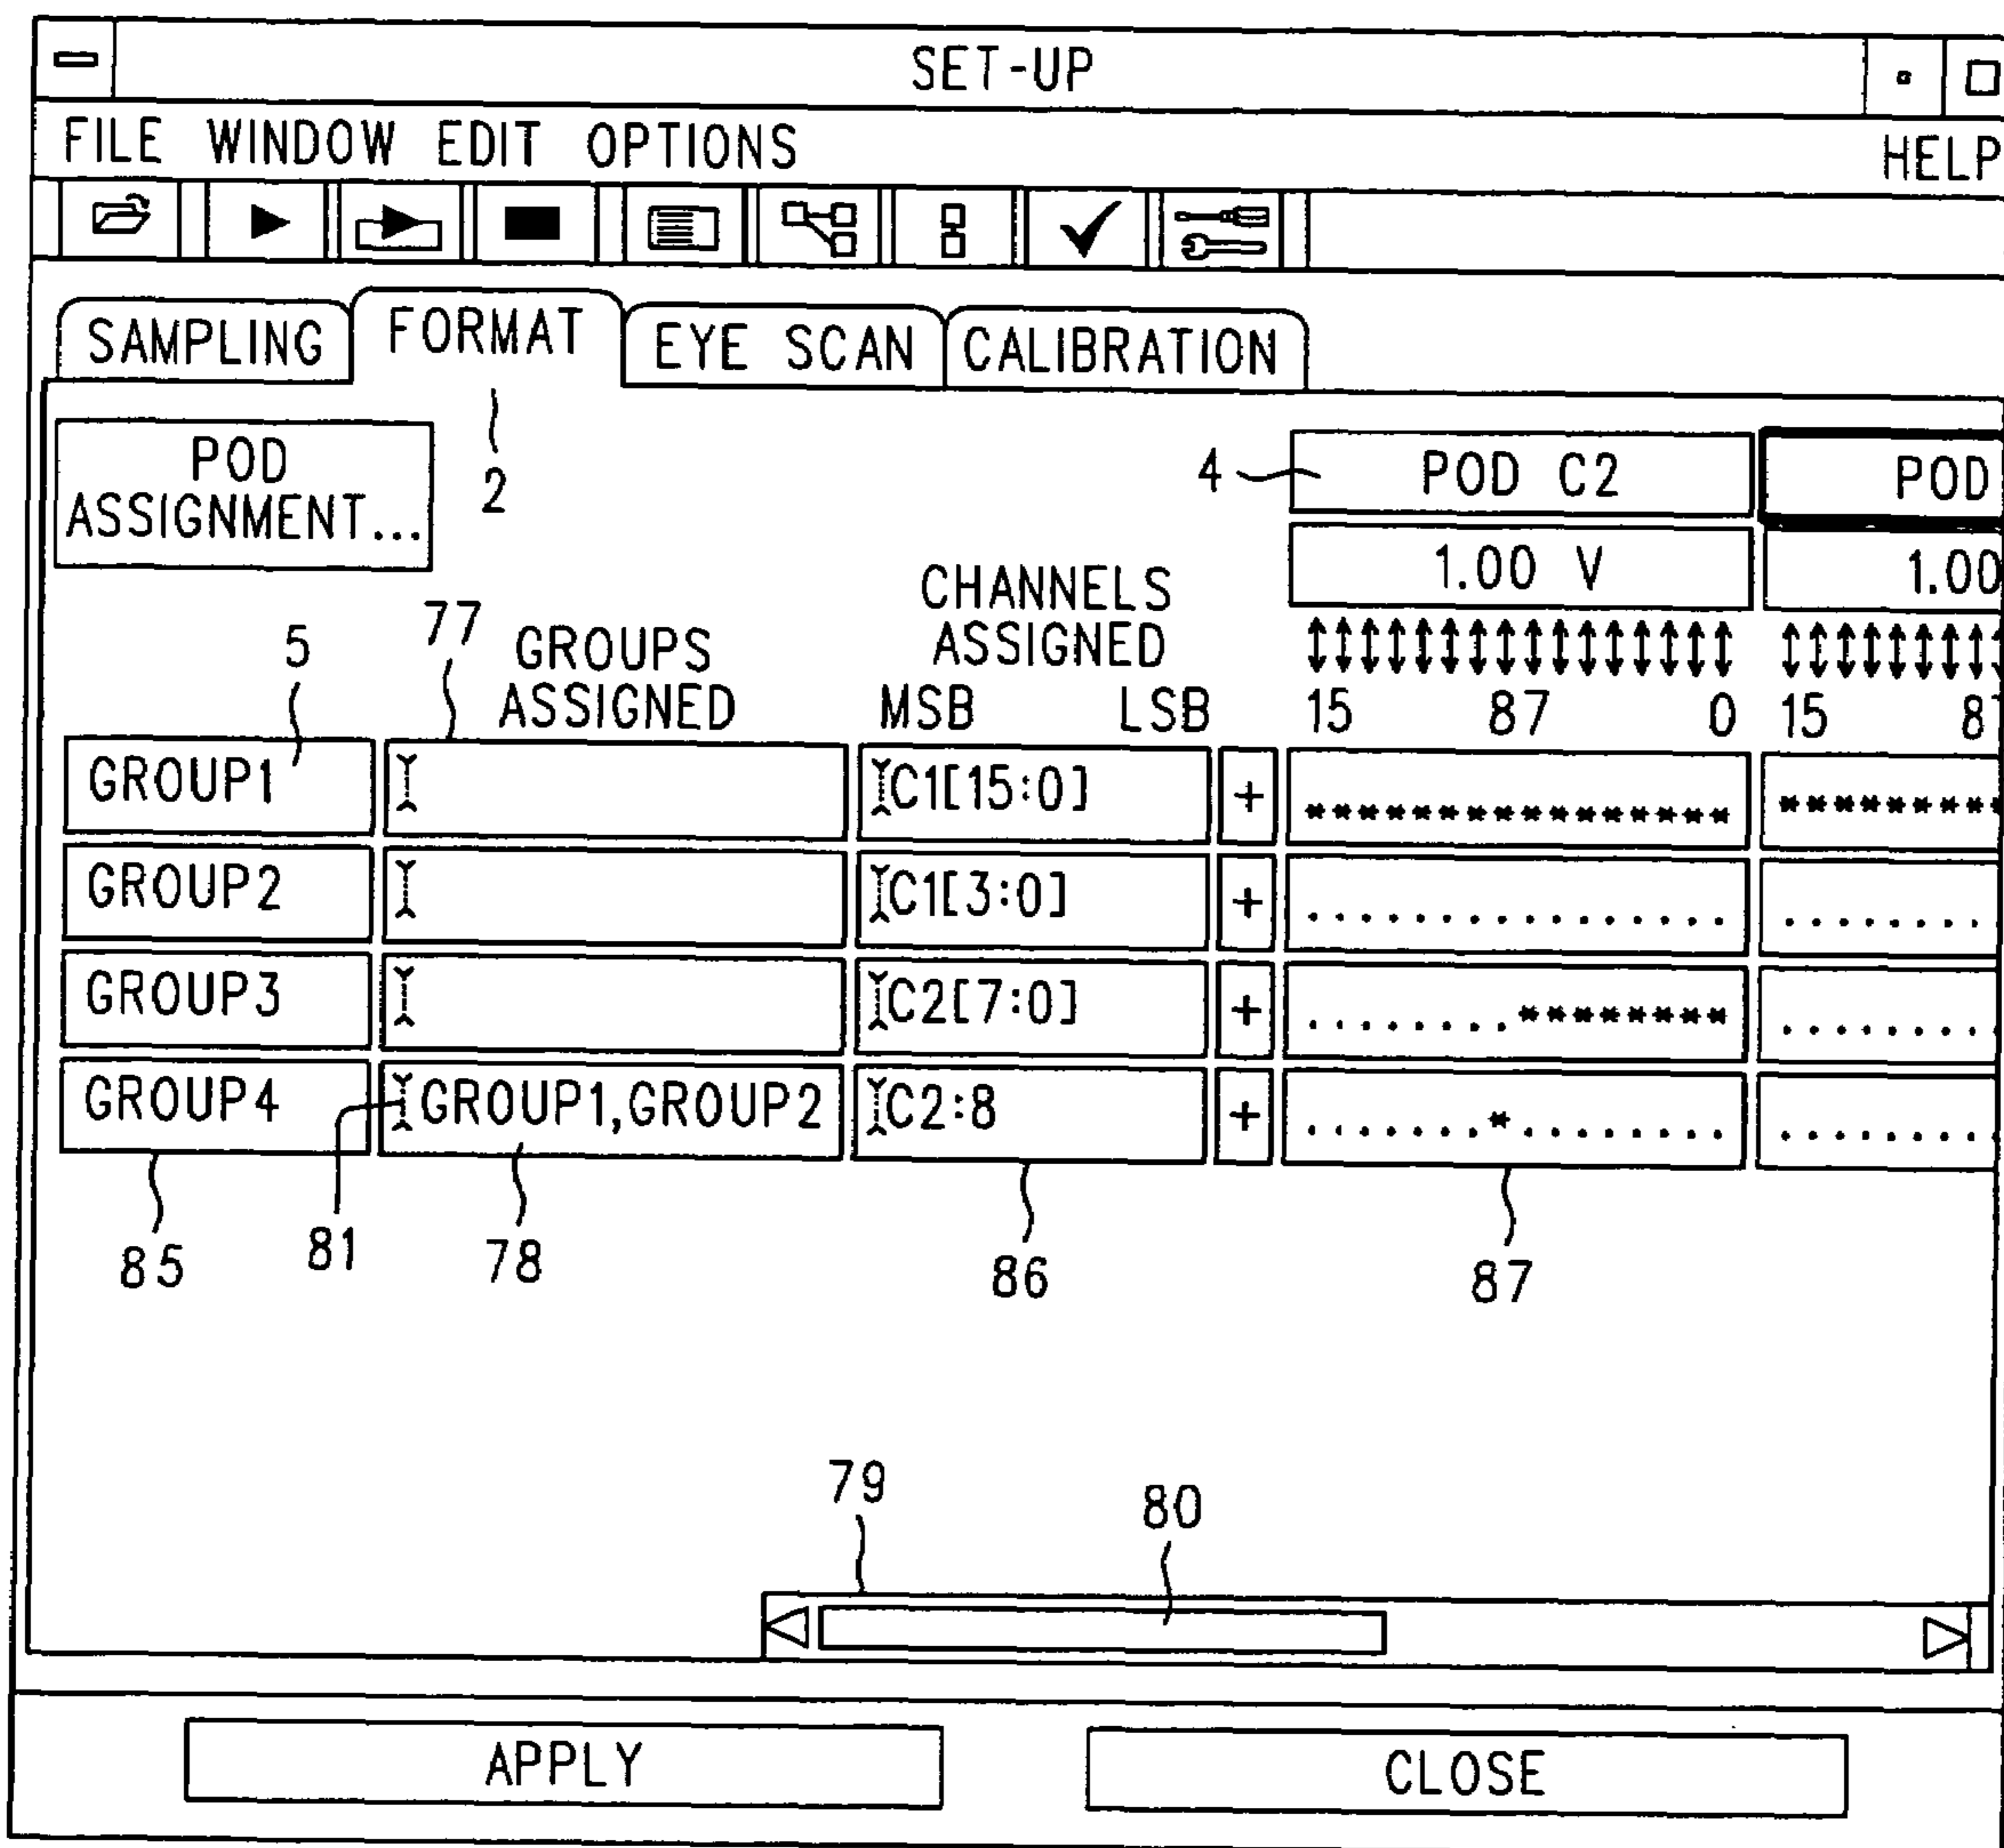 SET-UP
FILE WINDOW EDIT OPTIONS HELP
SAMPLING FORMAT EYE SCAN CALIBRATION
POD
ASSIGNMENT...
2
4 POD C2 POD
1.00 V 1.00
5 77 GROUPS
ASSIGNED
CHANNELS
ASSIGNED
MSB LSB 15 87 0 15 87
GROUP1 C1[15:0] + **************** *********
GROUP2 C1[3:0] + ................ ........
GROUP3 C2[7:0] + ........******** ........
GROUP4 GROUP1,GROUP2 C2:8 + .......*........ ........
85 81 78 86 87
79 80
APPLY CLOSE